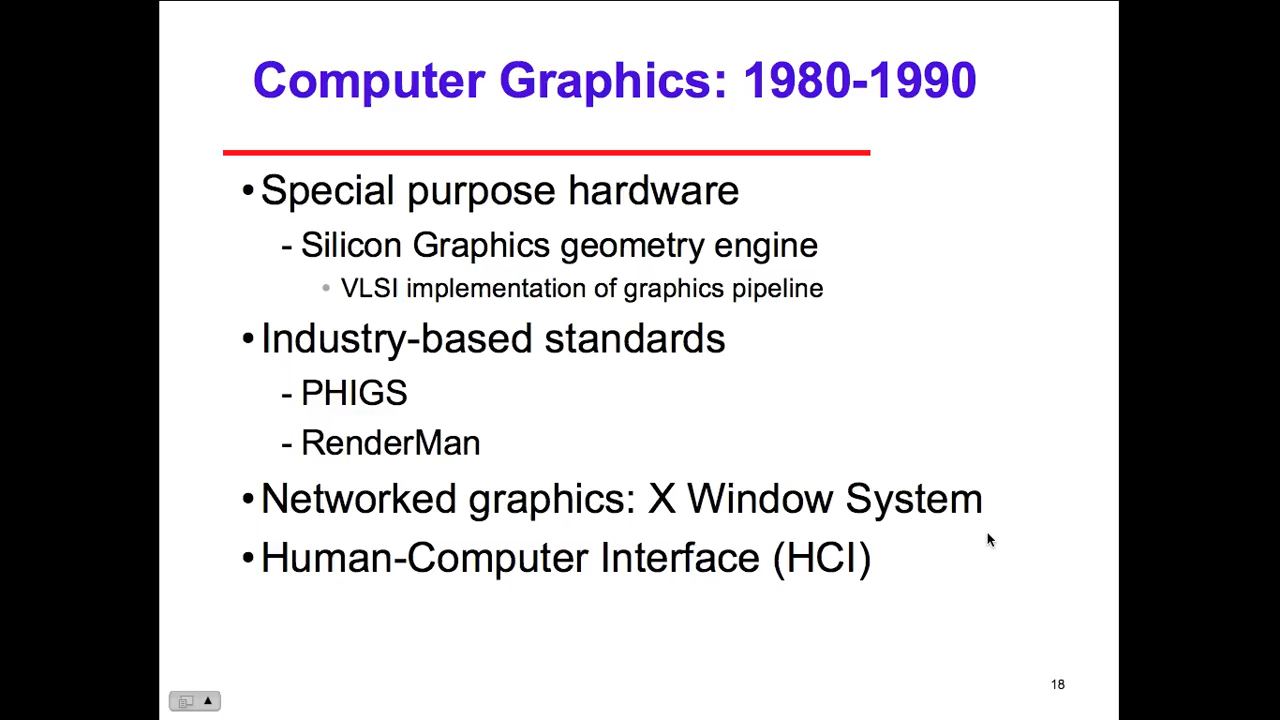 Computer Graphics: 1980-1990
•Special purpose hardware
- Silicon Graphics geometry engine
• VLSI implementation of graphics pipeline
•Industry-based standards
- PHIGS
- RenderMan
•Networked graphics: X Window System
•Human-Computer Interface (HCI)
18